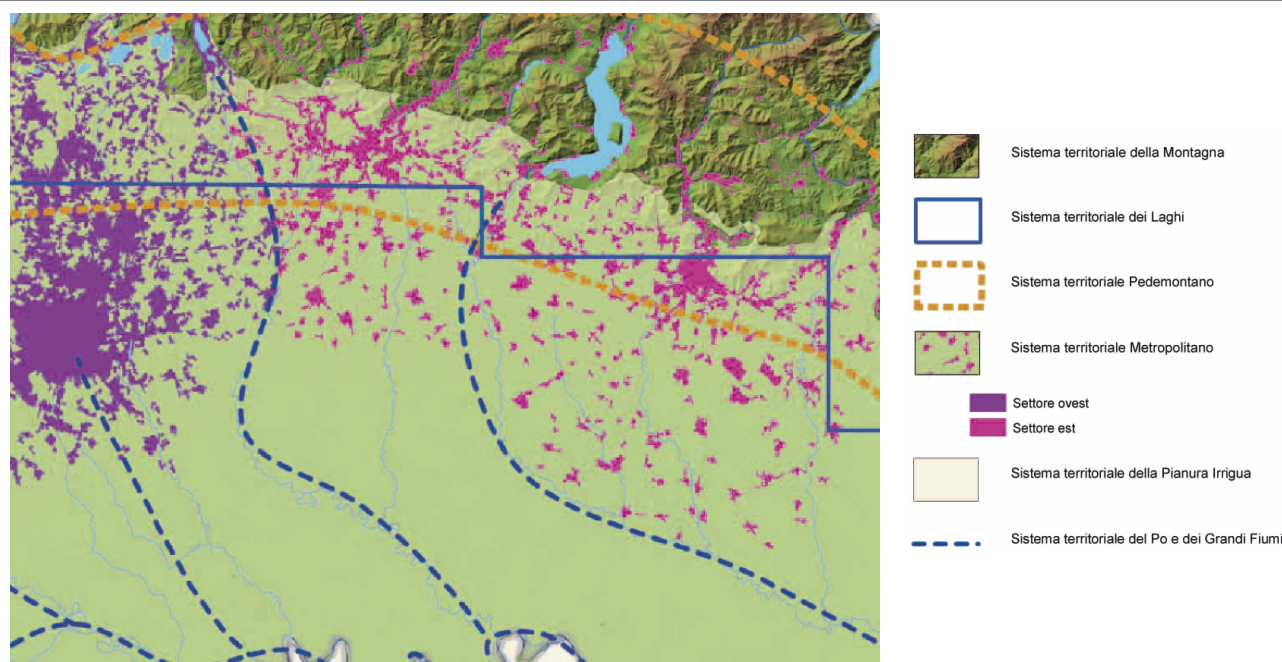 Sistema territoriale della Montagna
Sistema territoriale dei Laghi
Sistema territoriale Pedemontano
Sistema territoriale Metropolitano
Settore ovest
Settore est
Sistema territoriale della Pianura Irrigua
Sistema territoriale del Po e dei Grandi Fiumi